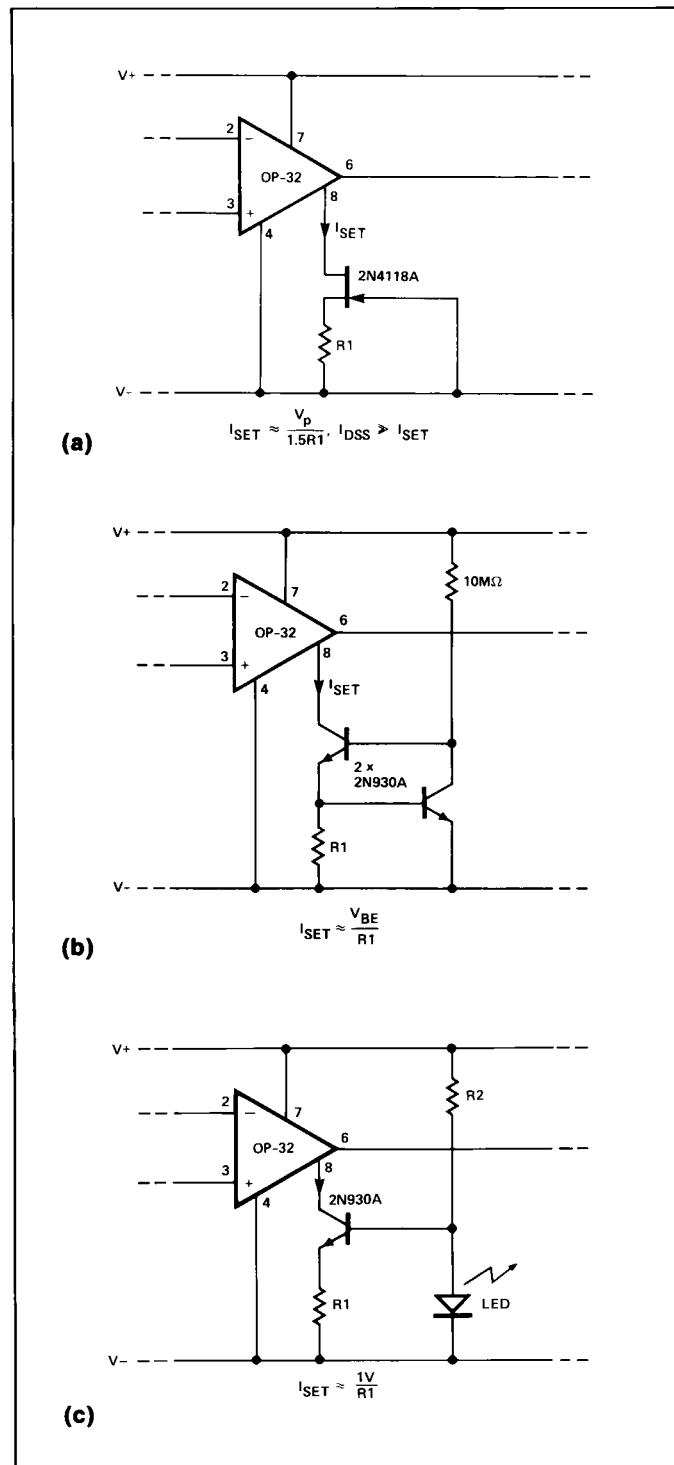 V+
2
−
7
6
OP-32
8
3
+
4
I_SET
2N4118A
R1
V−
I_SET ≈ V_p / 1.5R1, I_DSS ≥ I_SET
(a)
V+
10MΩ
2
−
7
6
OP-32
8
3
+
4
I_SET
2 ×
2N930A
R1
V−
I_SET ≈ V_BE / R1
(b)
V+
R2
2
−
7
6
OP-32
8
3
+
4
2N930A
R1
LED
V−
I_SET ≈ 1V / R1
(c)